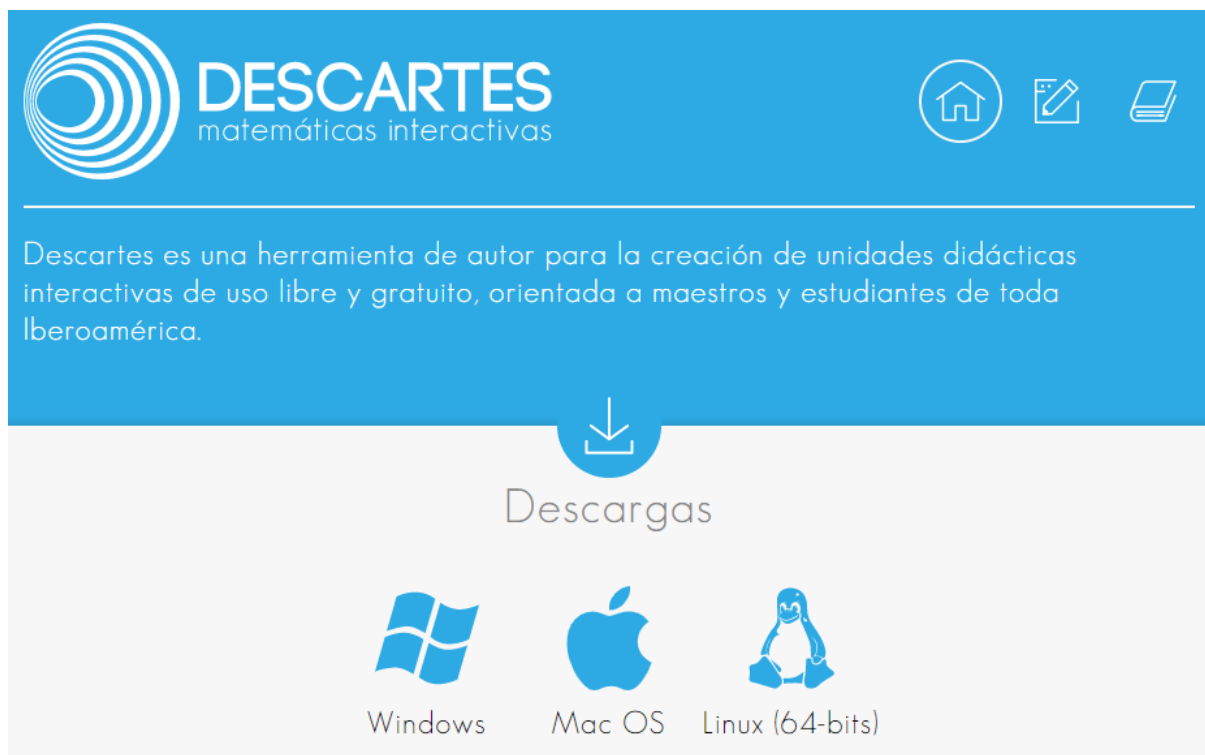 DESCARTES
matemáticas interactivas
Descartes es una herramienta de autor para la creación de unidades didácticas
interactivas de uso libre y gratuito, orientada a maestros y estudiantes de toda
Iberoamérica.
Descargas
Windows
Mac OS
Linux (64-bits)